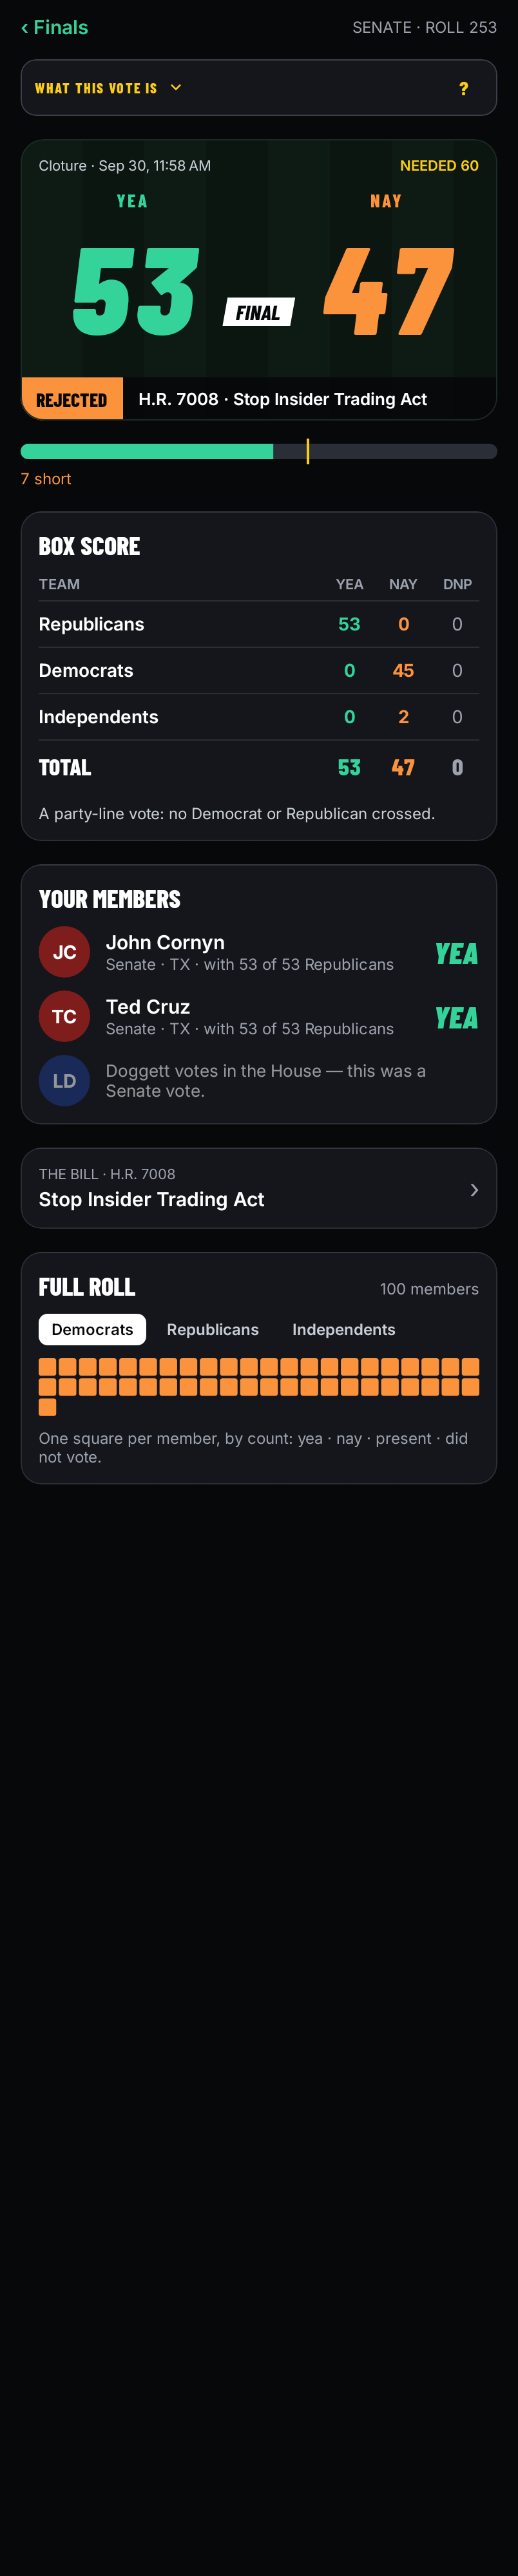 ‹ Finals
SENATE · ROLL 253
WHAT THIS VOTE IS
?
Cloture · Sep 30, 11:58 AM
NEEDED 60
YEA
NAY
53
FINAL
47
REJECTED
H.R. 7008 · Stop Insider Trading Act
7 short
BOX SCORE
TEAM YEA NAY DNP
Republicans 53 0 0
Democrats 0 45 0
Independents 0 2 0
TOTAL 53 47 0
A party-line vote: no Democrat or Republican crossed.
YOUR MEMBERS
JC
John Cornyn
Senate · TX · with 53 of 53 Republicans
YEA
TC
Ted Cruz
Senate · TX · with 53 of 53 Republicans
YEA
LD
Doggett votes in the House — this was a
Senate vote.
THE BILL · H.R. 7008
Stop Insider Trading Act
›
FULL ROLL
100 members
Democrats Republicans Independents
One square per member, by count: yea · nay · present · did
not vote.